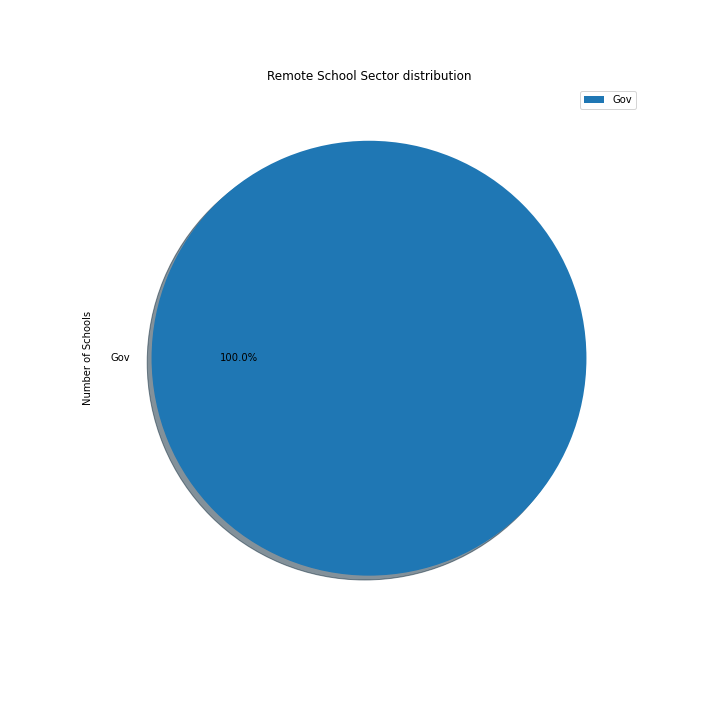 Remote School Sector distribution
Gov
Number of Schools
Gov
100.0%